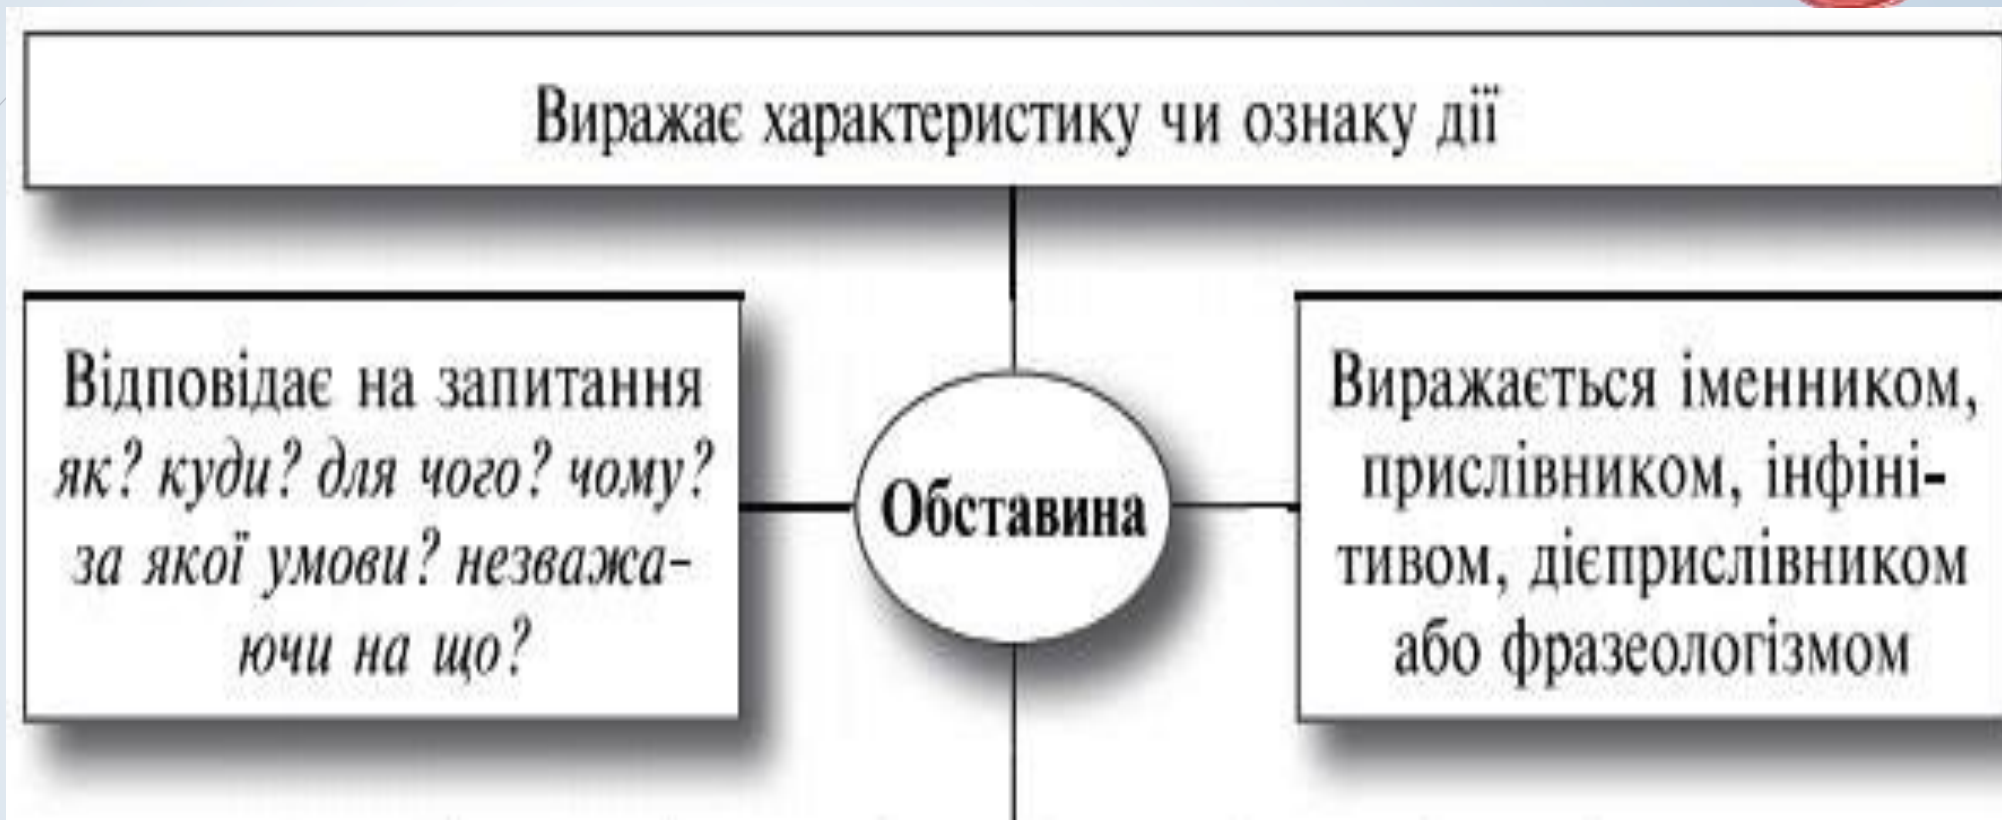 Виражає характеристику чи ознаку дії
Відповідає на запитання
як? куди? для чого? чому?
за якої умови? незважа-
ючи на що?
Обставина
Виражається іменником,
прислівником, інфіні-
тивом, дієприслівником
або фразеологізмом